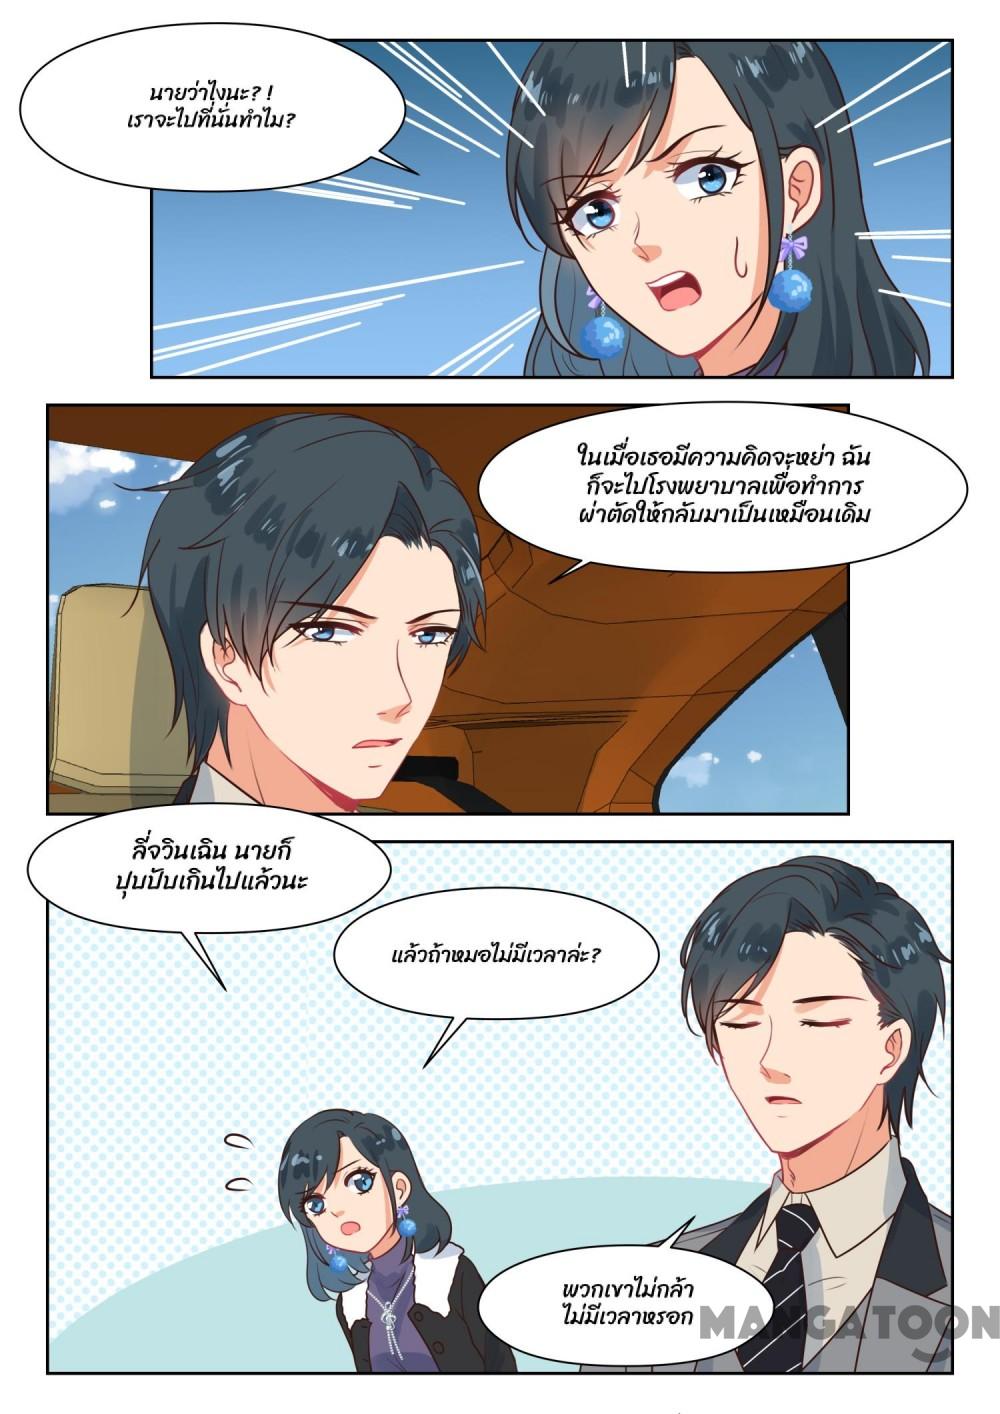 นายว่าไงนะ? !
เราจะไปที่นั่นทำไม?
ในเมื่อเธอมีความคิดจะหย่า ฉัน
ก็จะไปโรงพยาบาลเพื่อทำการ
ผ่าตัดให้กลับมาเป็นเหมือนเดิม
ลี่จวินเฉิน นายก็
ปุบปับเกินไปแล้วนะ
แล้วถ้าหมอไม่มีเวลาล่ะ?
พวกเขาไม่กล้า
ไม่มีเวลาหรอก
MANGATOON